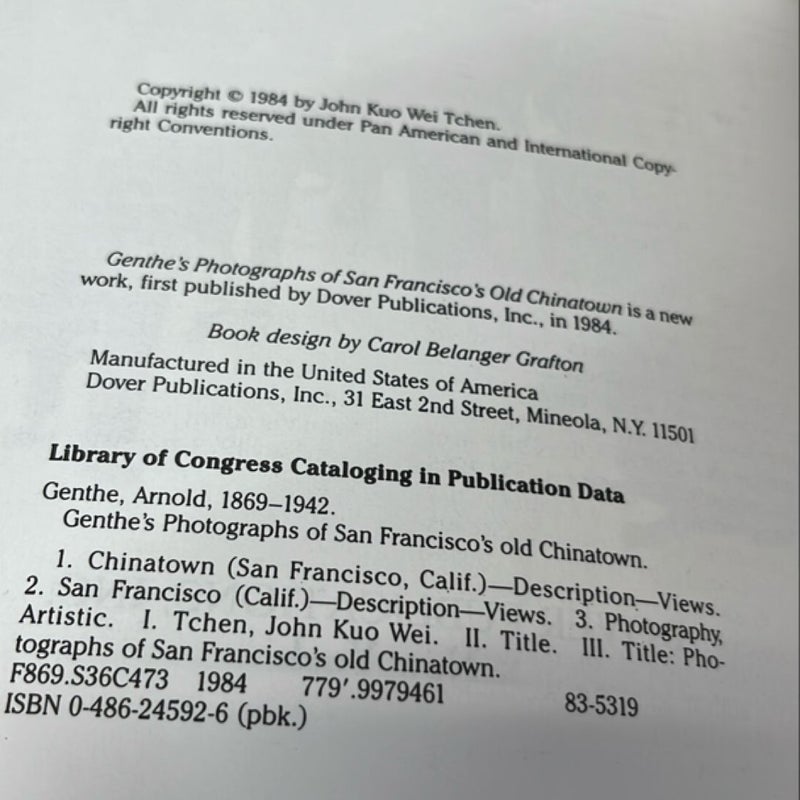 Copyright © 1984 by John Kuo Wei Tchen.
All rights reserved under Pan American and International Copy-
right Conventions.
Genthe's Photographs of San Francisco's Old Chinatown is a new
work, first published by Dover Publications, Inc., in 1984.
Book design by Carol Belanger Grafton
Manufactured in the United States of America
Dover Publications, Inc., 31 East 2nd Street, Mineola, N.Y. 11501
Library of Congress Cataloging in Publication Data
Genthe, Arnold, 1869–1942.
Genthe's Photographs of San Francisco's old Chinatown.
1. Chinatown (San Francisco, Calif.)—Description—Views.
2. San Francisco (Calif.)—Description—Views. 3. Photography,
Artistic. I. Tchen, John Kuo Wei. II. Title. III. Title: Pho-
tographs of San Francisco's old Chinatown.
F869.S36C473 1984 779′.9979461 83-5319
ISBN 0-486-24592-6 (pbk.)